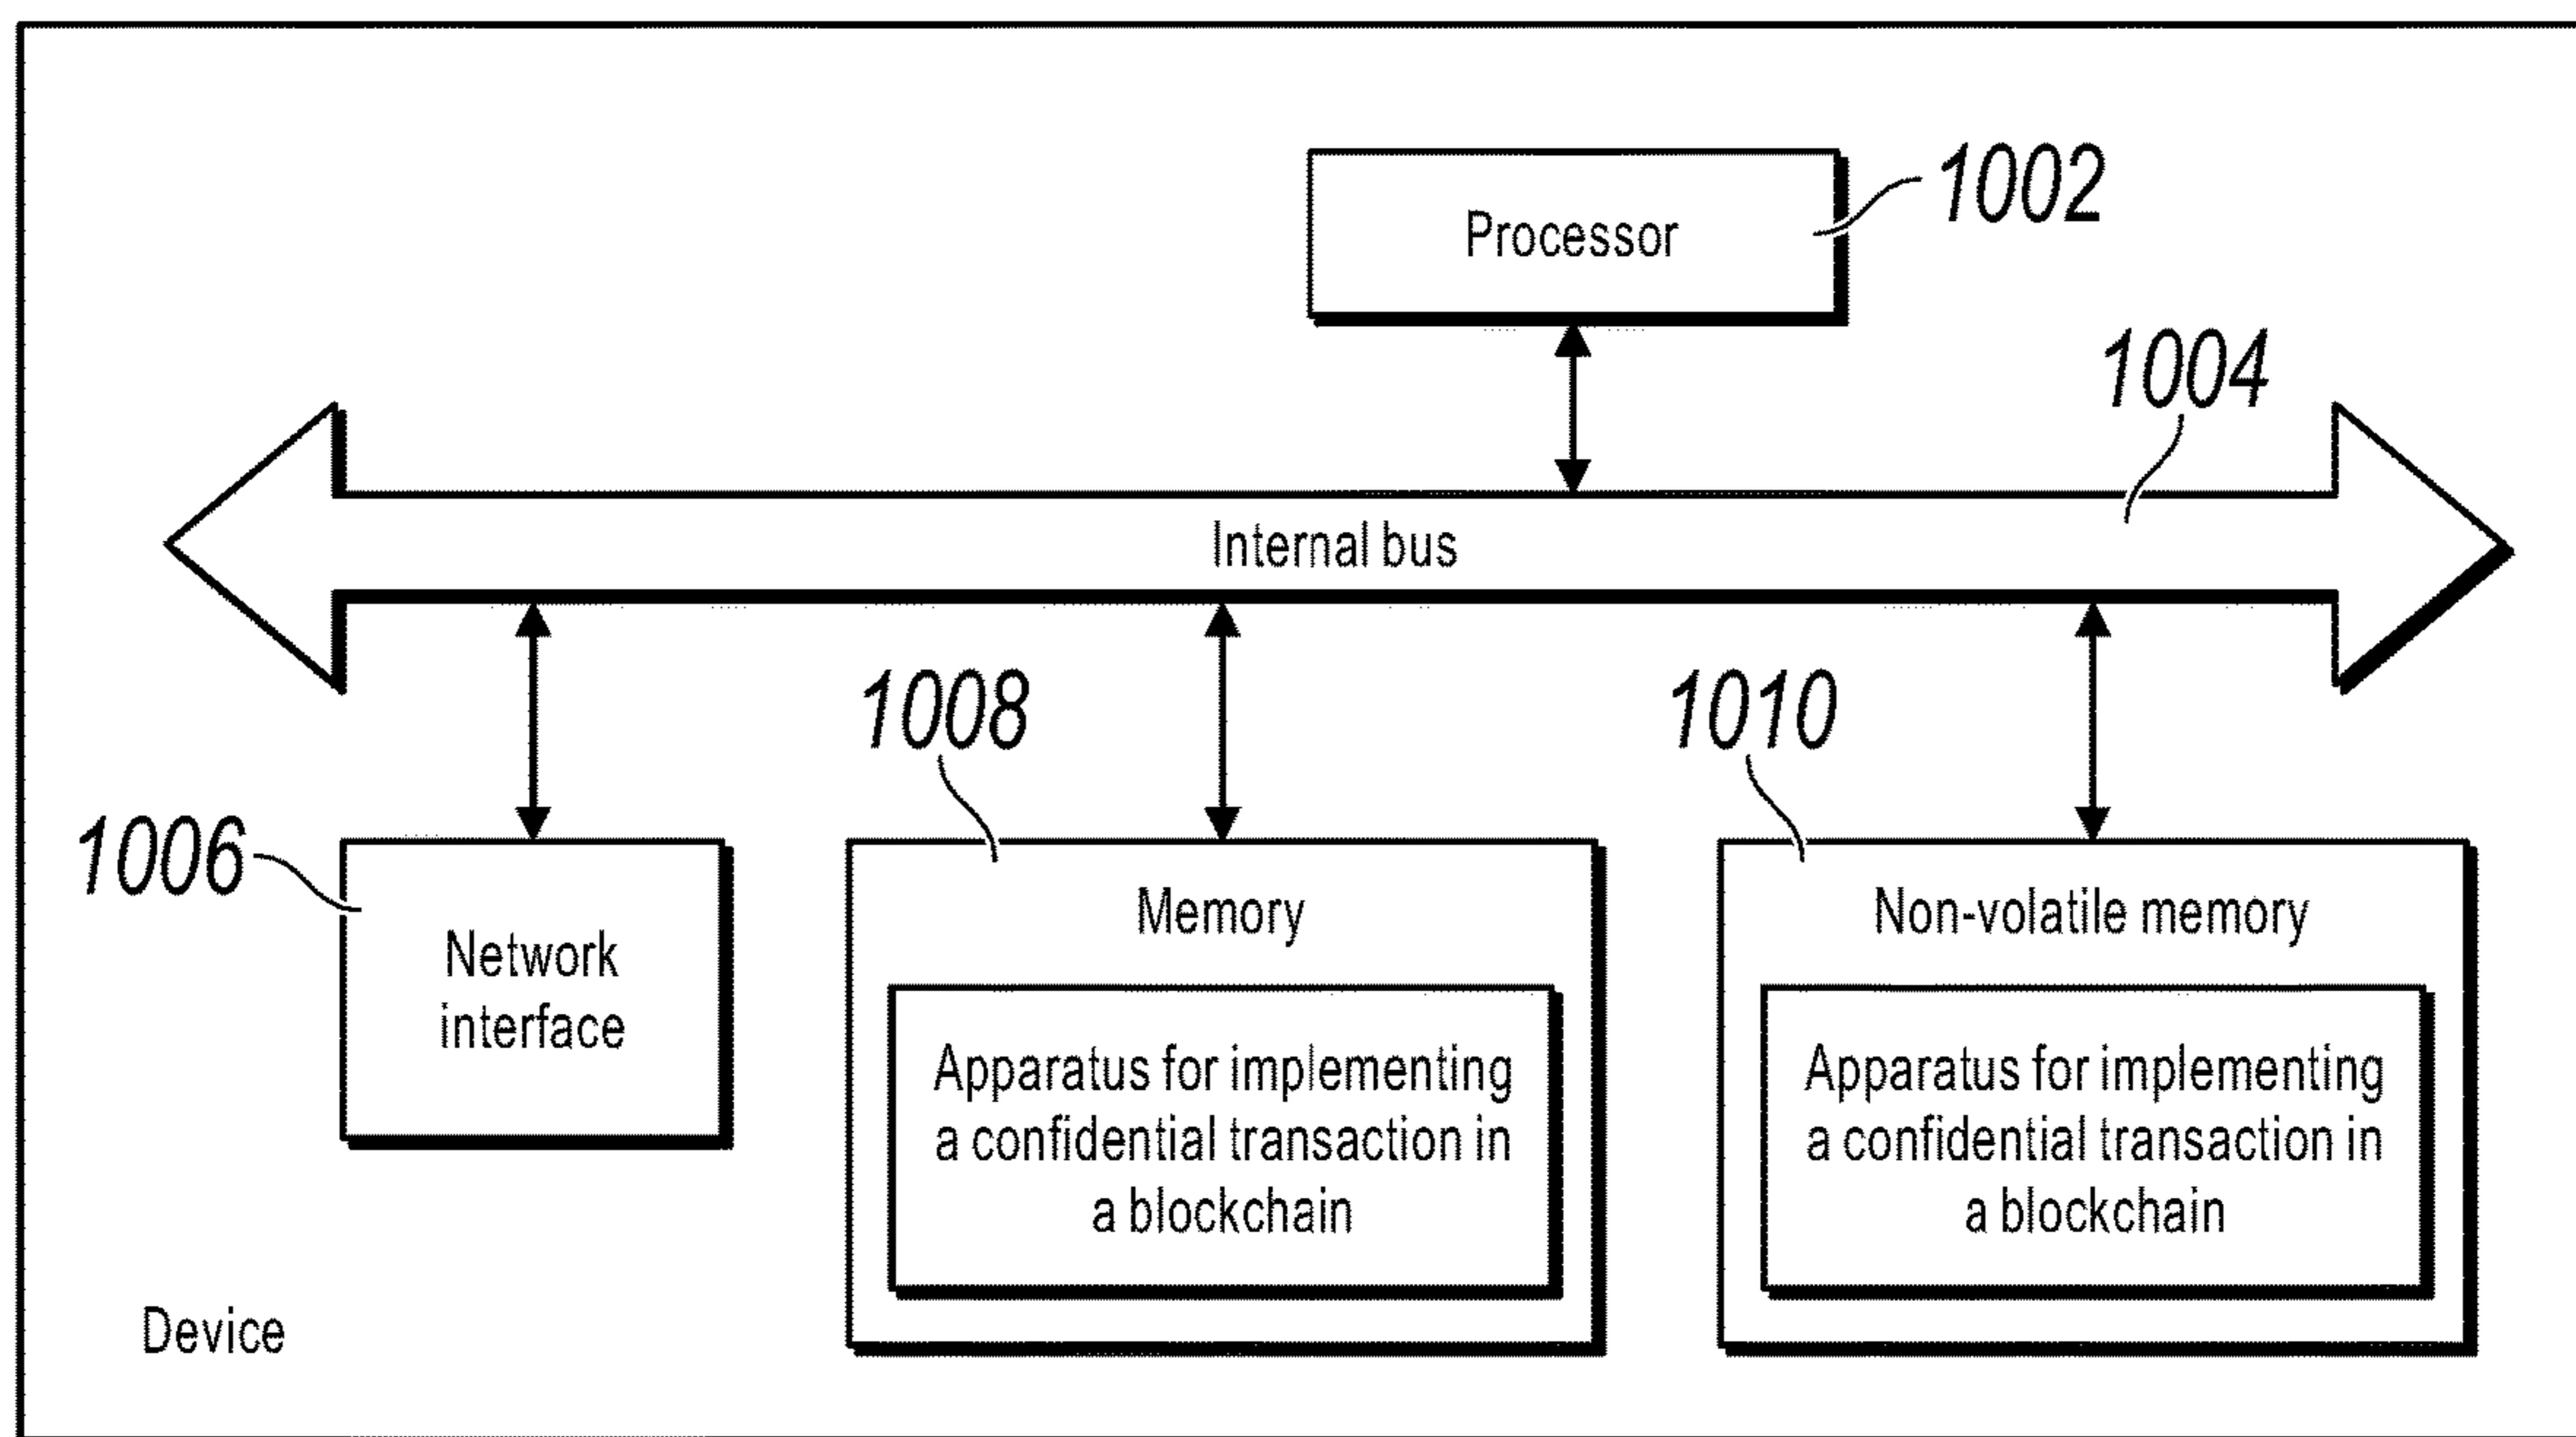 1002
Processor
1004
Internal bus
1008
1010
1006
Network
interface
Memory
Apparatus for implementing
a confidential transaction in
a blockchain
Non-volatile memory
Apparatus for implementing
a confidential transaction in
a blockchain
Device